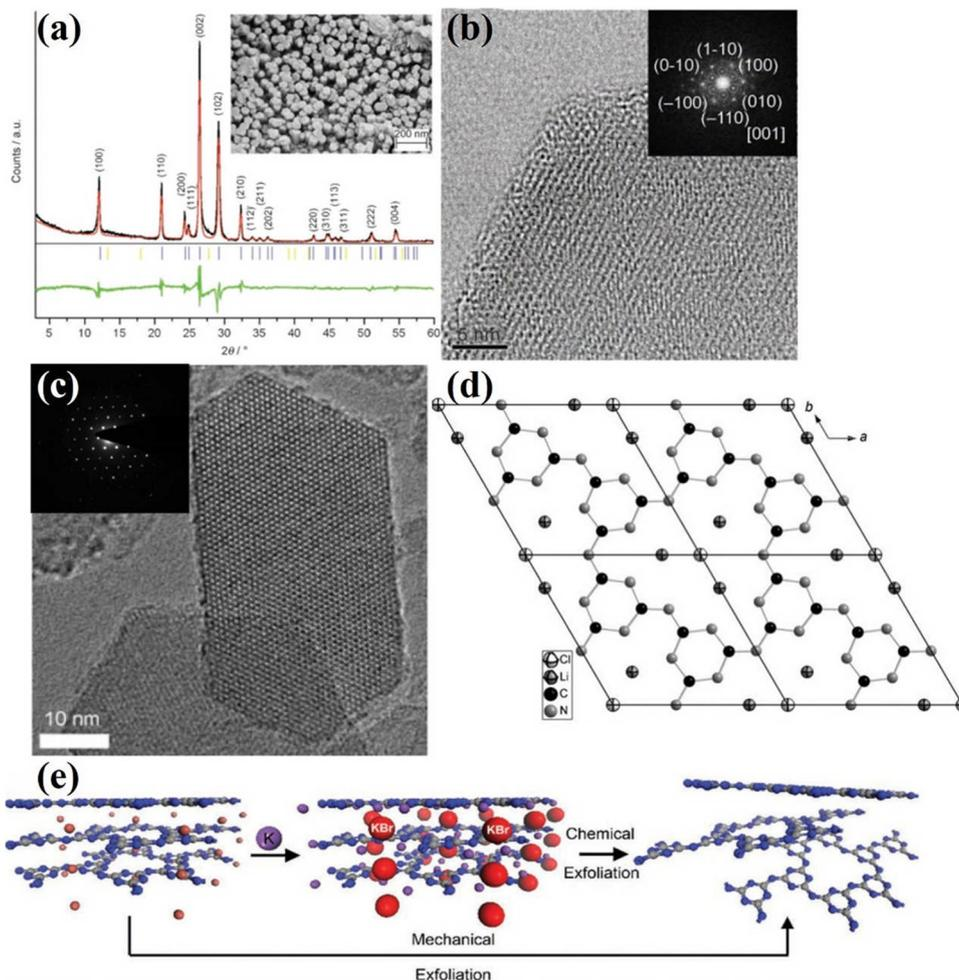 (a)
Counts / a.u.
(100)
(110)
(200)
(111)
(002)
(102)
(210)
(112)
(211)
(202)
(220)
(310)
(113)
(311)
(222)
(004)
200 nm
5 10 15 20 25 30 35 40 45 50 55 60
2θ / °
(b)
(1-10)
(0-10) (100)
(–100) (010)
(–110)
[001]
5 nm
(c)
10 nm
(d)
b
a
Cl
Li
C
N
(e)
K
KBr KBr
Chemical
Exfoliation
Mechanical
Exfoliation